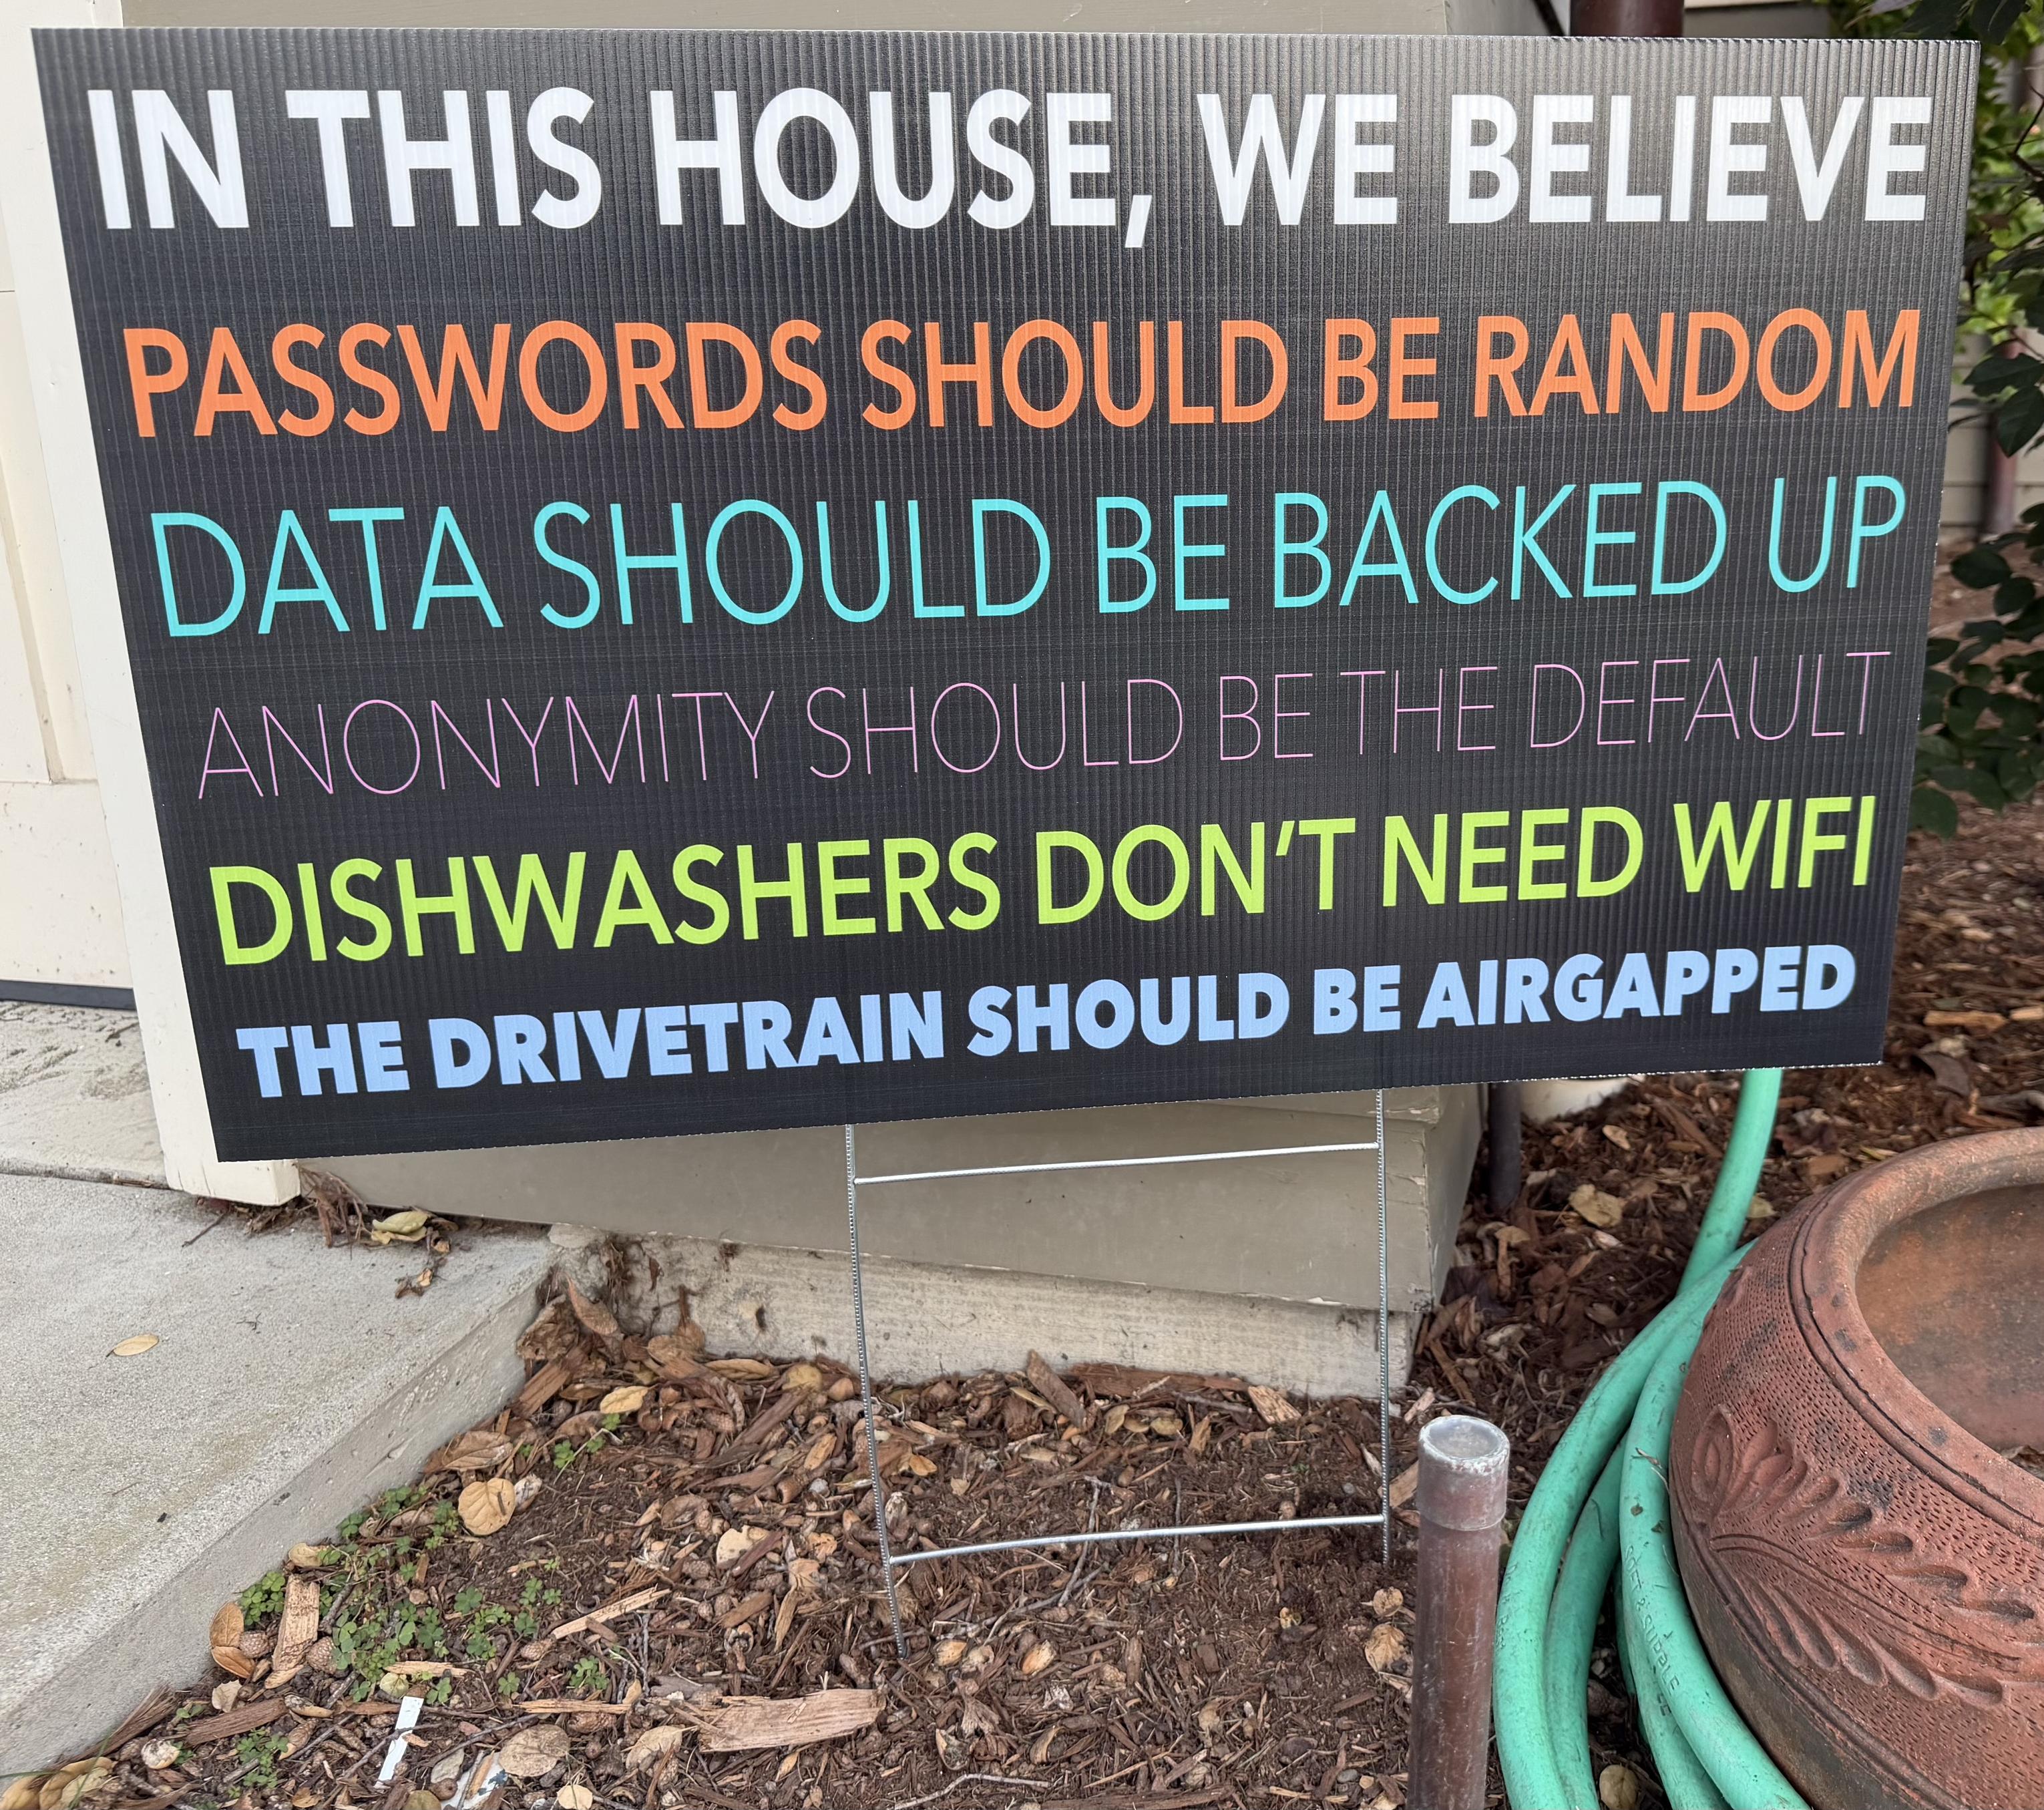 IN THIS HOUSE, WE BELIEVE
PASSWORDS SHOULD BE RANDOM
DATA SHOULD BE BACKED UP
ANONYMITY SHOULD BE THE DEFAULT
DISHWASHERS DON'T NEED WIFI
THE DRIVETRAIN SHOULD BE AIRGAPPED